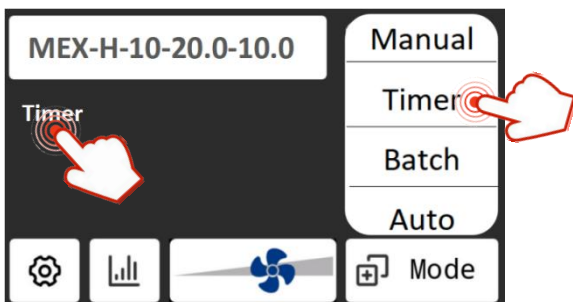 MEX-H-10-20.0-10.0
Manual
Timer
Timer
Batch
Auto
Mode